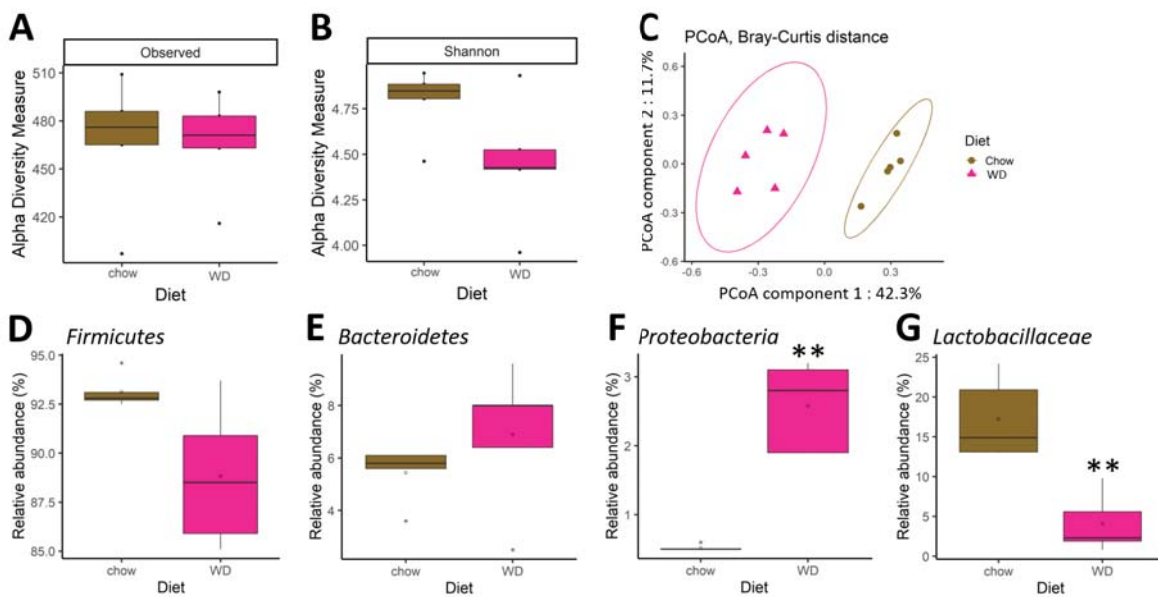 A
Observed
Alpha Diversity Measure
510
480
450
420
chow
WD
Diet
B
Shannon
Alpha Diversity Measure
4.75
4.50
4.25
4.00
chow
WD
Diet
C
PCoA, Bray-Curtis distance
PCoA component 2 : 11.7%
0.6
0.3
0.0
-0.3
-0.6
-0.6
-0.3
0.0
0.3
PCoA component 1 : 42.3%
Diet
Chow
WD
D
Firmicutes
Relative abundance (%)
95.0
92.5
90.0
87.5
85.0
chow
WD
Diet
E
Bacteroidetes
Relative abundance (%)
8
6
4
chow
WD
Diet
F
Proteobacteria
**
Relative abundance (%)
3
2
1
chow
WD
Diet
G
Lactobacillaceae
**
Relative abundance (%)
25
20
15
10
5
0
chow
WD
Diet